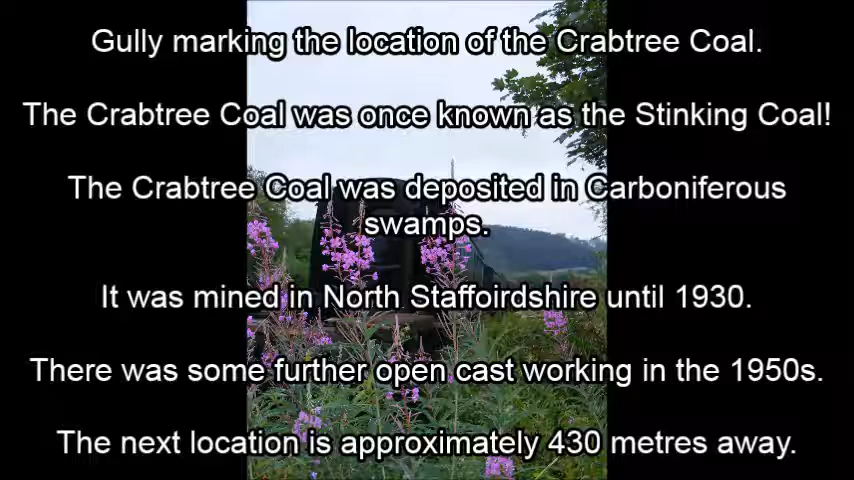 Gully marking the location of the Crabtree Coal.
The Crabtree Coal was once known as the Stinking Coal!
The Crabtree Coal was deposited in Carboniferous
swamps.
It was mined in North Staffoirdshire until 1930.
There was some further open cast working in the 1950s.
The next location is approximately 430 metres away.